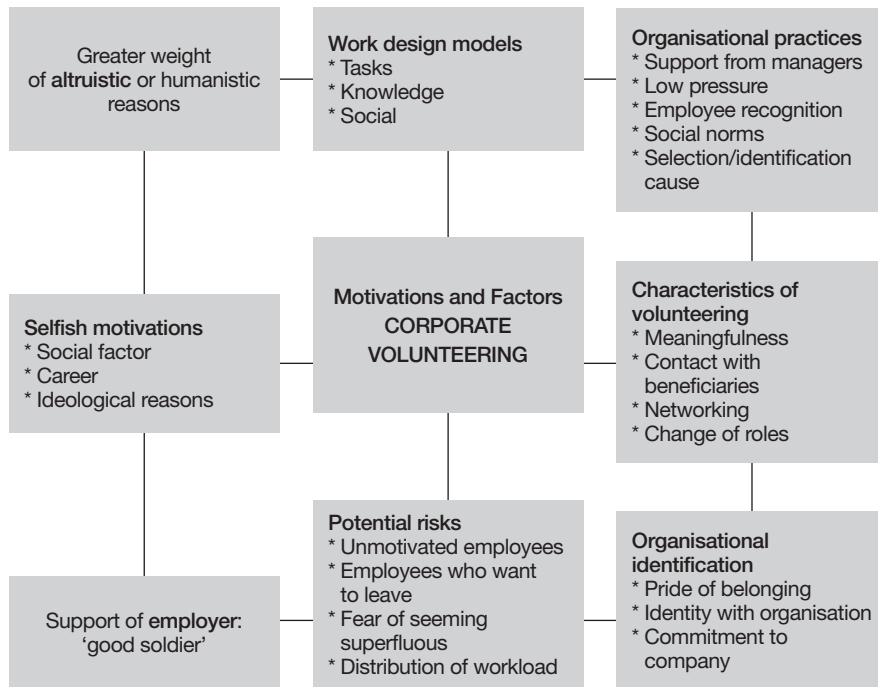 Greater weight
of altruistic or humanistic
reasons
Work design models
* Tasks
* Knowledge
* Social
Organisational practices
* Support from managers
* Low pressure
* Employee recognition
* Social norms
* Selection/identification
cause
Selfish motivations
* Social factor
* Career
* Ideological reasons
Motivations and Factors
CORPORATE
VOLUNTEERING
Characteristics of
volunteering
* Meaningfulness
* Contact with
beneficiaries
* Networking
* Change of roles
Support of employer:
‘good soldier’
Potential risks
* Unmotivated employees
* Employees who want
to leave
* Fear of seeming
superfluous
* Distribution of workload
Organisational
identification
* Pride of belonging
* Identity with organisation
* Commitment to
company